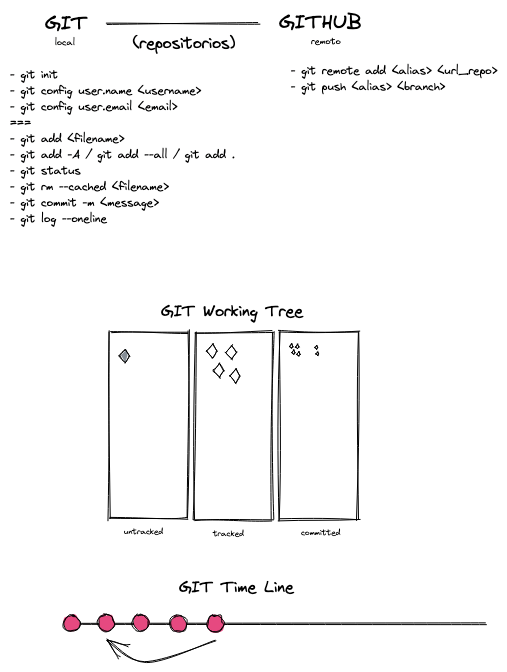 GIT
local
(repositorios)
GITHUB
remoto
- git init
- git config user.name <username>
- git config user.email <email>
===
- git add <filename>
- git add -A / git add --all / git add .
- git status
- git rm --cached <filename>
- git commit -m <message>
- git log --oneline
- git remote add <alias> <url_repo>
- git push <alias> <branch>
GIT Working Tree
untracked
tracked
committed
GIT Time Line